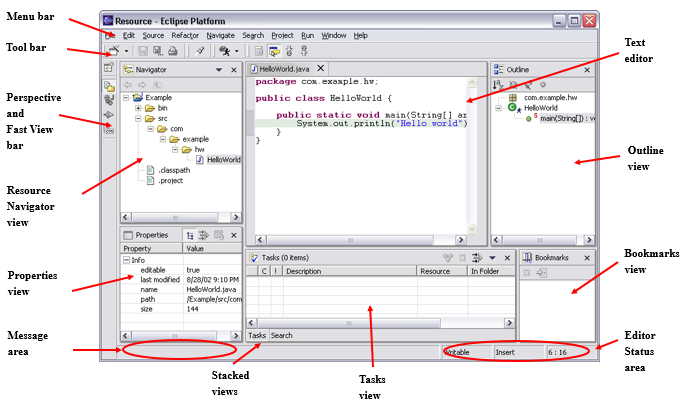 Menu bar
Tool bar
Perspective
and
Fast View
bar
Resource
Navigator
view
Properties
view
Message
area
Resource - Eclipse Platform
Edit Source Refactor Navigate Search Project Run Window Help
Navigator
Example
bin
src
com
example
hw
HelloWorld
.classpath
.project
HelloWorld.java
package com.example.hw;
public class HelloWorld {
public static void main(String[] ar
System.out.println("Hello world")
}
}
Outline
com.example.hw
HelloWorld
main(String[]) : v
Properties
Property Value
Info
editable true
last modified 8/28/02 9:10 PM
name HelloWorld.java
path /Example/src/com
size 144
Tasks (0 items)
C ! Description Resource In Folder
Tasks Search
Bookmarks
Writable Insert 6 : 16
Text
editor
Outline
view
Bookmarks
view
Editor
Status
area
Stacked
views
Tasks
view